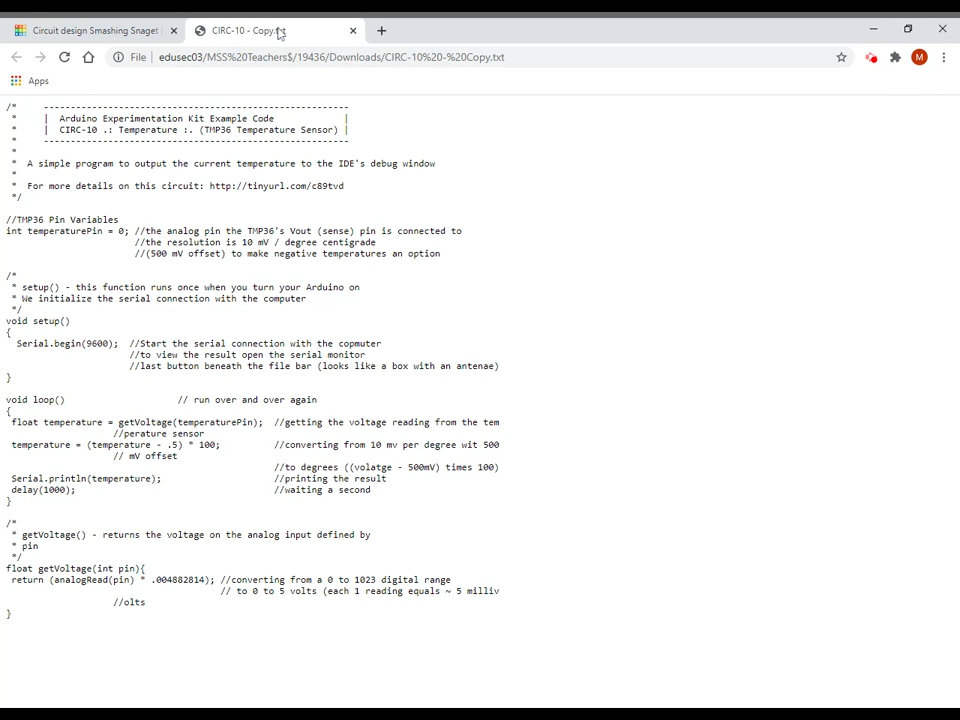 Circuit design Smashing Snaget
CIRC-10 - Copy.txt
File edusec03/MSS%20Teachers$/19436/Downloads/CIRC-10%20-%20Copy.txt
M
Apps
/*     ---------------------------------------------------------
 *     |  Arduino Experimentation Kit Example Code             |
 *     |  CIRC-10 .: Temperature :. (TMP36 Temperature Sensor) |
 *     ---------------------------------------------------------
 *
 *  A simple program to output the current temperature to the IDE's debug window
 *
 *  For more details on this circuit: http://tinyurl.com/c89tvd
 */
//TMP36 Pin Variables
int temperaturePin = 0; //the analog pin the TMP36's Vout (sense) pin is connected to
                        //the resolution is 10 mV / degree centigrade
                        //(500 mV offset) to make negative temperatures an option
/*
 * setup() - this function runs once when you turn your Arduino on
 * We initialize the serial connection with the computer
 */
void setup()
{
  Serial.begin(9600);  //Start the serial connection with the copmuter
                       //to view the result open the serial monitor
                       //last button beneath the file bar (looks like a box with an antenae)
}
void loop()                     // run over and over again
{
 float temperature = getVoltage(temperaturePin);  //getting the voltage reading from the tem
                    //perature sensor
 temperature = (temperature - .5) * 100;          //converting from 10 mv per degree wit 500
                    // mV offset
                                                  //to degrees ((volatge - 500mV) times 100)
 Serial.println(temperature);                     //printing the result
 delay(1000);                                     //waiting a second
}
/*
 * getVoltage() - returns the voltage on the analog input defined by
 * pin
 */
float getVoltage(int pin){
 return (analogRead(pin) * .004882814); //converting from a 0 to 1023 digital range
                                        // to 0 to 5 volts (each 1 reading equals ~ 5 milliv
                    //olts
}